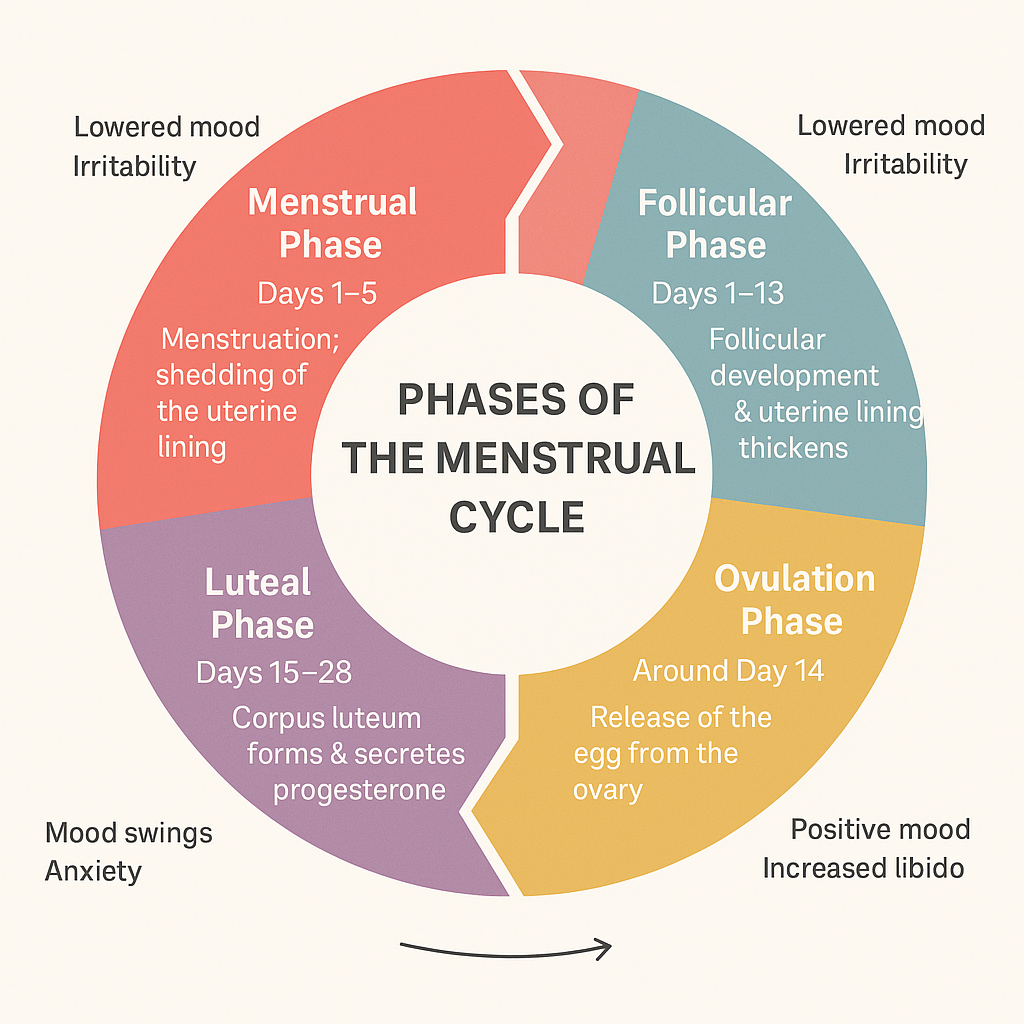 PHASES OF
THE MENSTRUAL
CYCLE
Lowered mood
Irritability
Menstrual
Phase
Days 1–5
Menstruation;
shedding of
the uterine
lining
Lowered mood
Irritability
Follicular
Phase
Days 1–13
Follicular
development
& uterine lining
thickens
Ovulation
Phase
Around Day 14
Release of the
egg from the
ovary
Positive mood
Increased libido
Luteal
Phase
Days 15–28
Corpus luteum
forms & secretes
progesterone
Mood swings
Anxiety